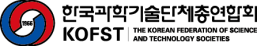 1966
한국과학기술단체총연합회
KOFST THE KOREAN FEDERATION OF SCIENCE
AND TECHNOLOGY SOCIETIES